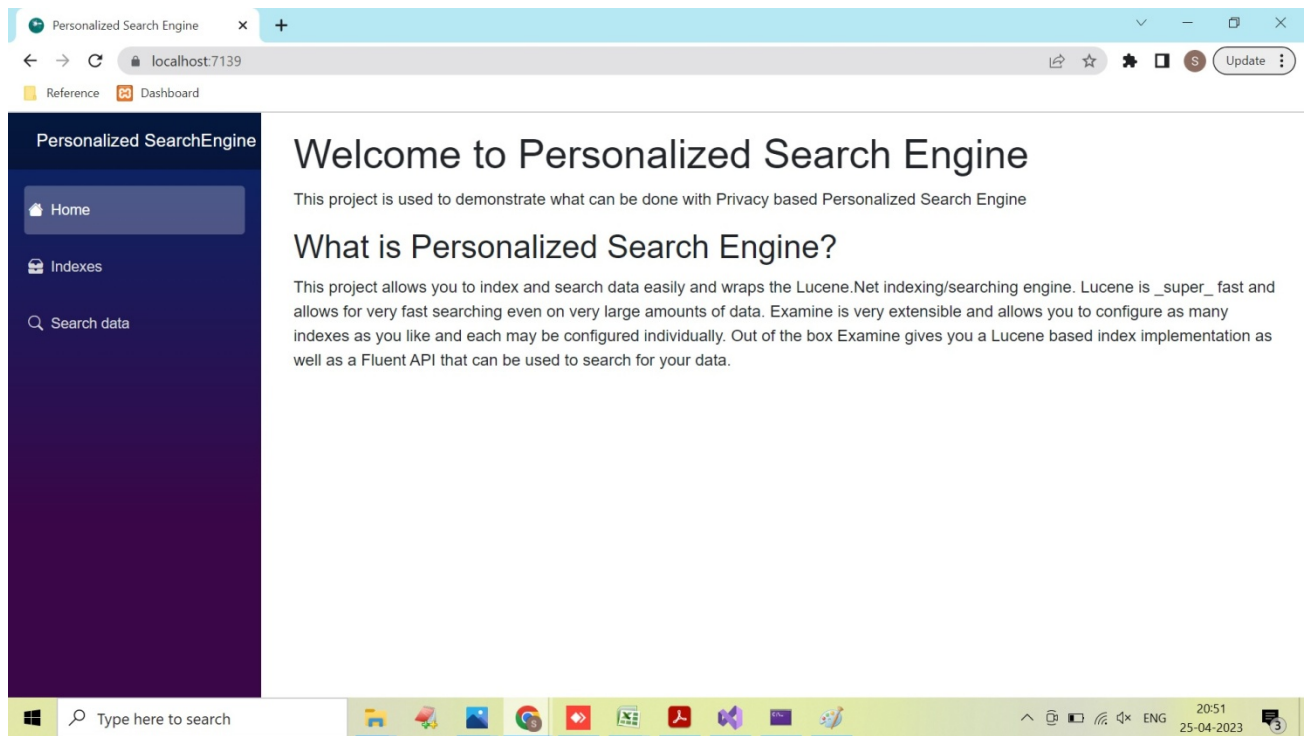 Personalized Search Engine
localhost:7139
S
Update
Reference
Dashboard
Personalized SearchEngine
Home
Indexes
Search data
Welcome to Personalized Search Engine
This project is used to demonstrate what can be done with Privacy based Personalized Search Engine
What is Personalized Search Engine?
This project allows you to index and search data easily and wraps the Lucene.Net indexing/searching engine. Lucene is _super_ fast and
allows for very fast searching even on very large amounts of data. Examine is very extensible and allows you to configure as many
indexes as you like and each may be configured individually. Out of the box Examine gives you a Lucene based index implementation as
well as a Fluent API that can be used to search for your data.
Type here to search
S
ENG
20:51
25-04-2023
3